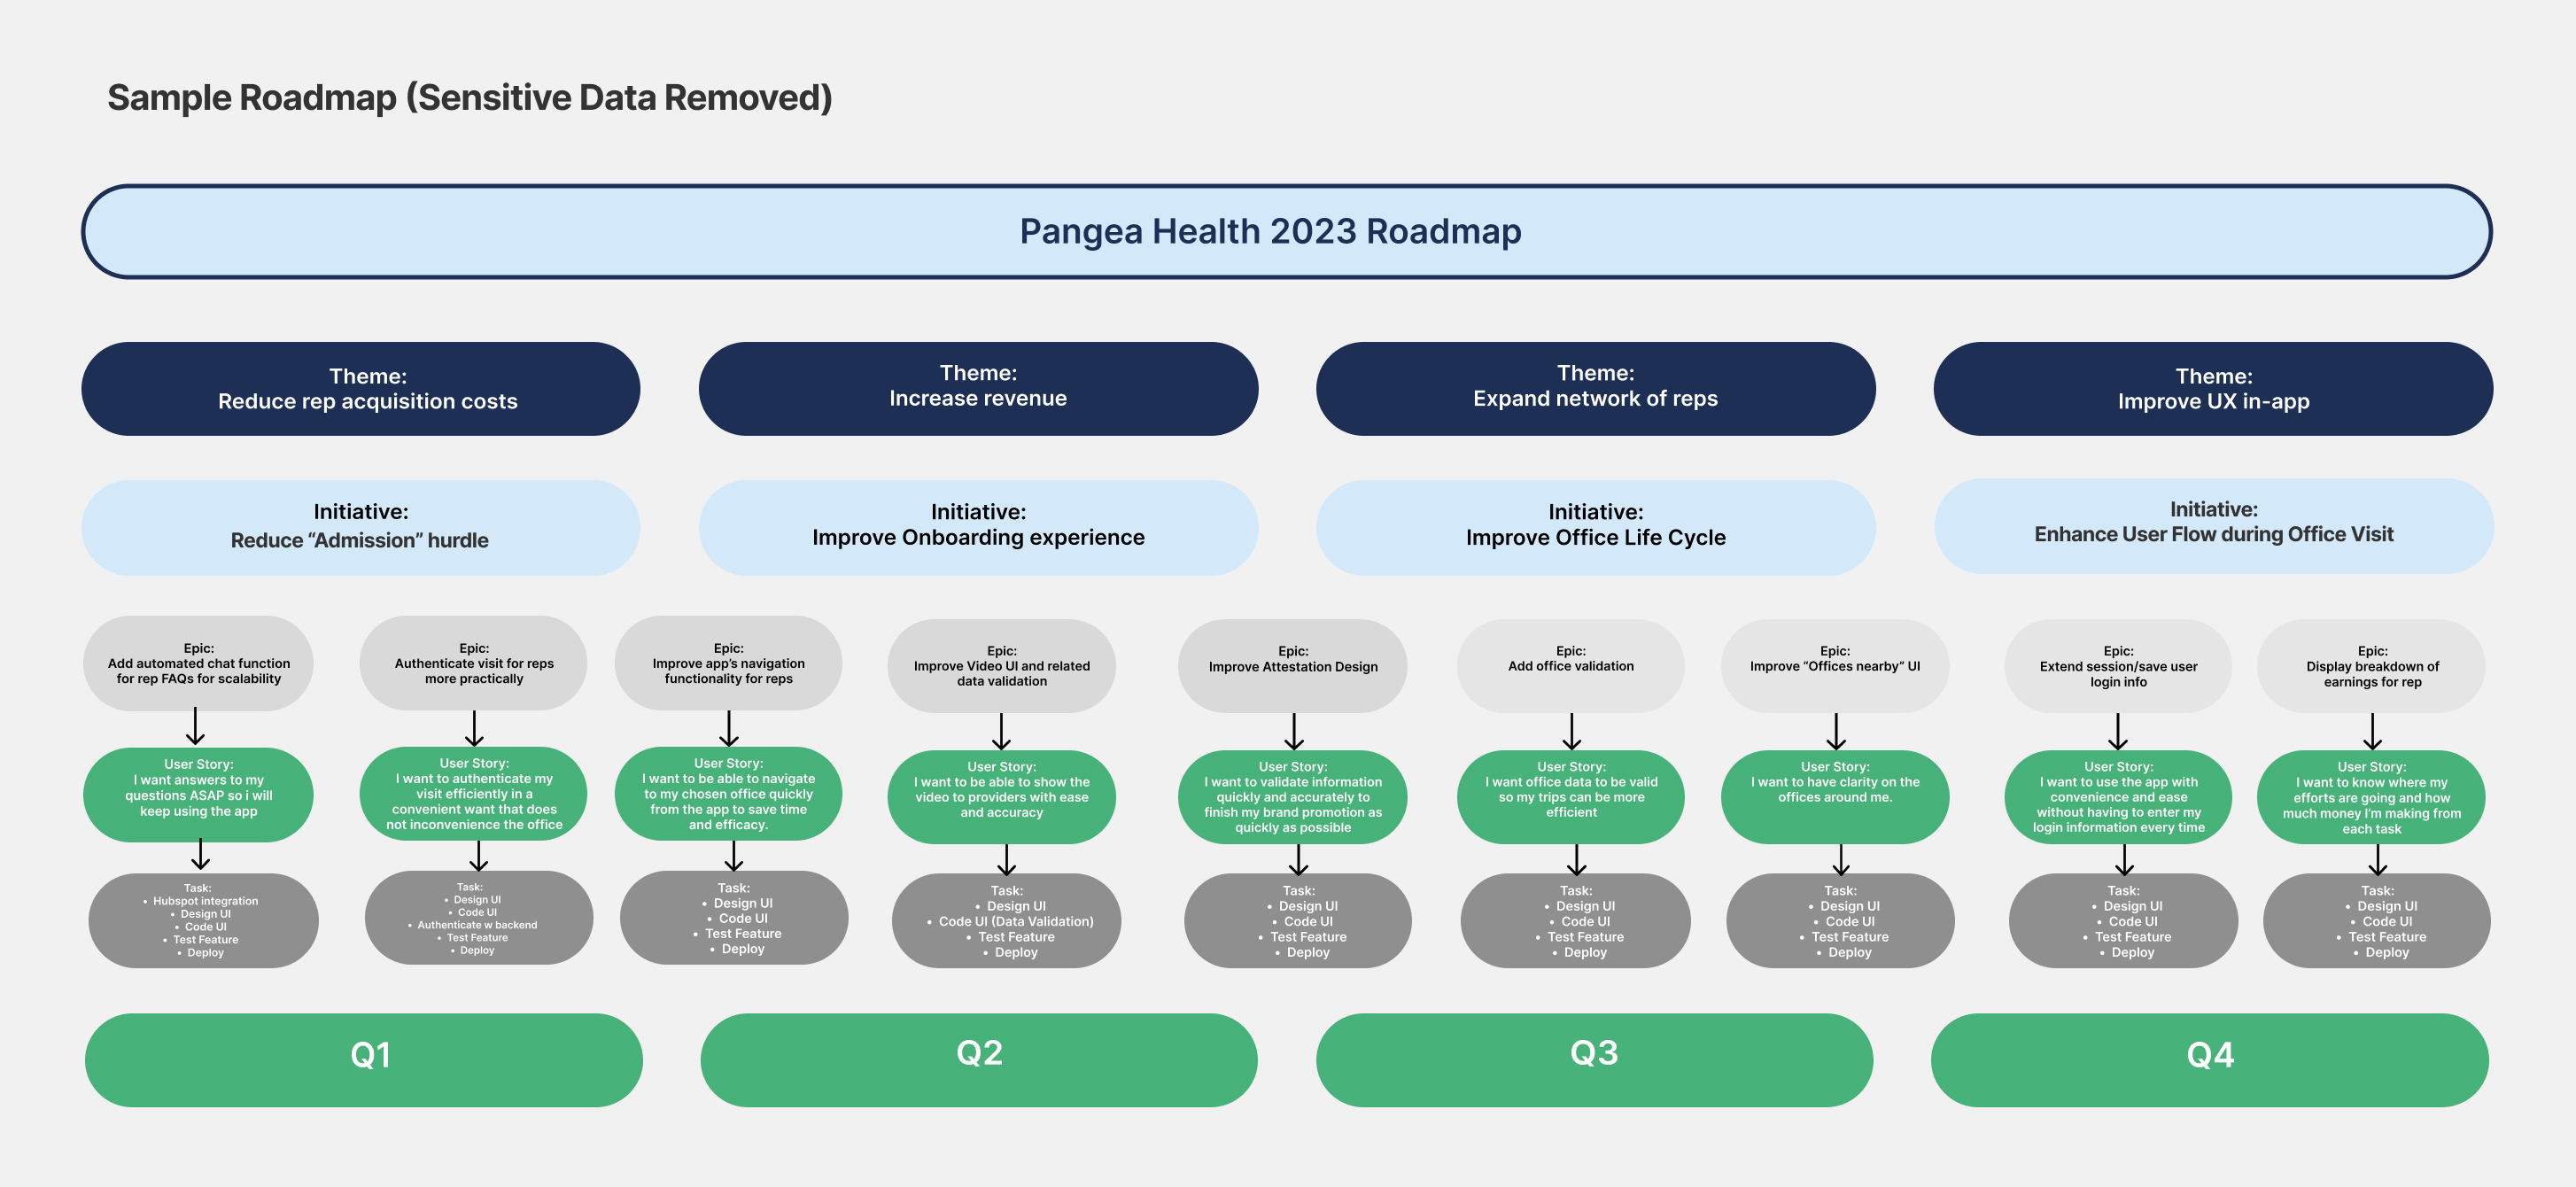 Sample Roadmap (Sensitive Data Removed)
Pangea Health 2023 Roadmap
Theme:
Reduce rep acquisition costs
Theme:
Increase revenue
Theme:
Expand network of reps
Theme:
Improve UX in-app
Initiative:
Reduce “Admission” hurdle
Initiative:
Improve Onboarding experience
Initiative:
Improve Office Life Cycle
Initiative:
Enhance User Flow during Office Visit
Epic:
Add automated chat function
for rep FAQs for scalability
Epic:
Authenticate visit for reps
more practically
Epic:
Improve app’s navigation
functionality for reps
Epic:
Improve Video UI and related
data validation
Epic:
Improve Attestation Design
Epic:
Add office validation
Epic:
Improve “Offices nearby” UI
Epic:
Extend session/save user
login info
Epic:
Display breakdown of
earnings for rep
User Story:
I want answers to my
questions ASAP so i will
keep using the app
User Story:
I want to authenticate my
visit efficiently in a
convenient want that does
not inconvenience the office
User Story:
I want to be able to navigate
to my chosen office quickly
from the app to save time
and efficacy.
User Story:
I want to be able to show the
video to providers with ease
and accuracy
User Story:
I want to validate information
quickly and accurately to
finish my brand promotion as
quickly as possible
User Story:
I want office data to be valid
so my trips can be more
efficient
User Story:
I want to have clarity on the
offices around me.
User Story:
I want to use the app with
convenience and ease
without having to enter my
login information every time
User Story:
I want to know where my
efforts are going and how
much money I’m making from
each task
Task:
• Hubspot integration
• Design UI
• Code UI
• Test Feature
• Deploy
Task:
• Design UI
• Code UI
• Authenticate w backend
• Test Feature
• Deploy
Task:
• Design UI
• Code UI
• Test Feature
• Deploy
Task:
• Design UI
• Code UI (Data Validation)
• Test Feature
• Deploy
Task:
• Design UI
• Code UI
• Test Feature
• Deploy
Task:
• Design UI
• Code UI
• Test Feature
• Deploy
Task:
• Design UI
• Code UI
• Test Feature
• Deploy
Task:
• Design UI
• Code UI
• Test Feature
• Deploy
Task:
• Design UI
• Code UI
• Test Feature
• Deploy
Q1
Q2
Q3
Q4